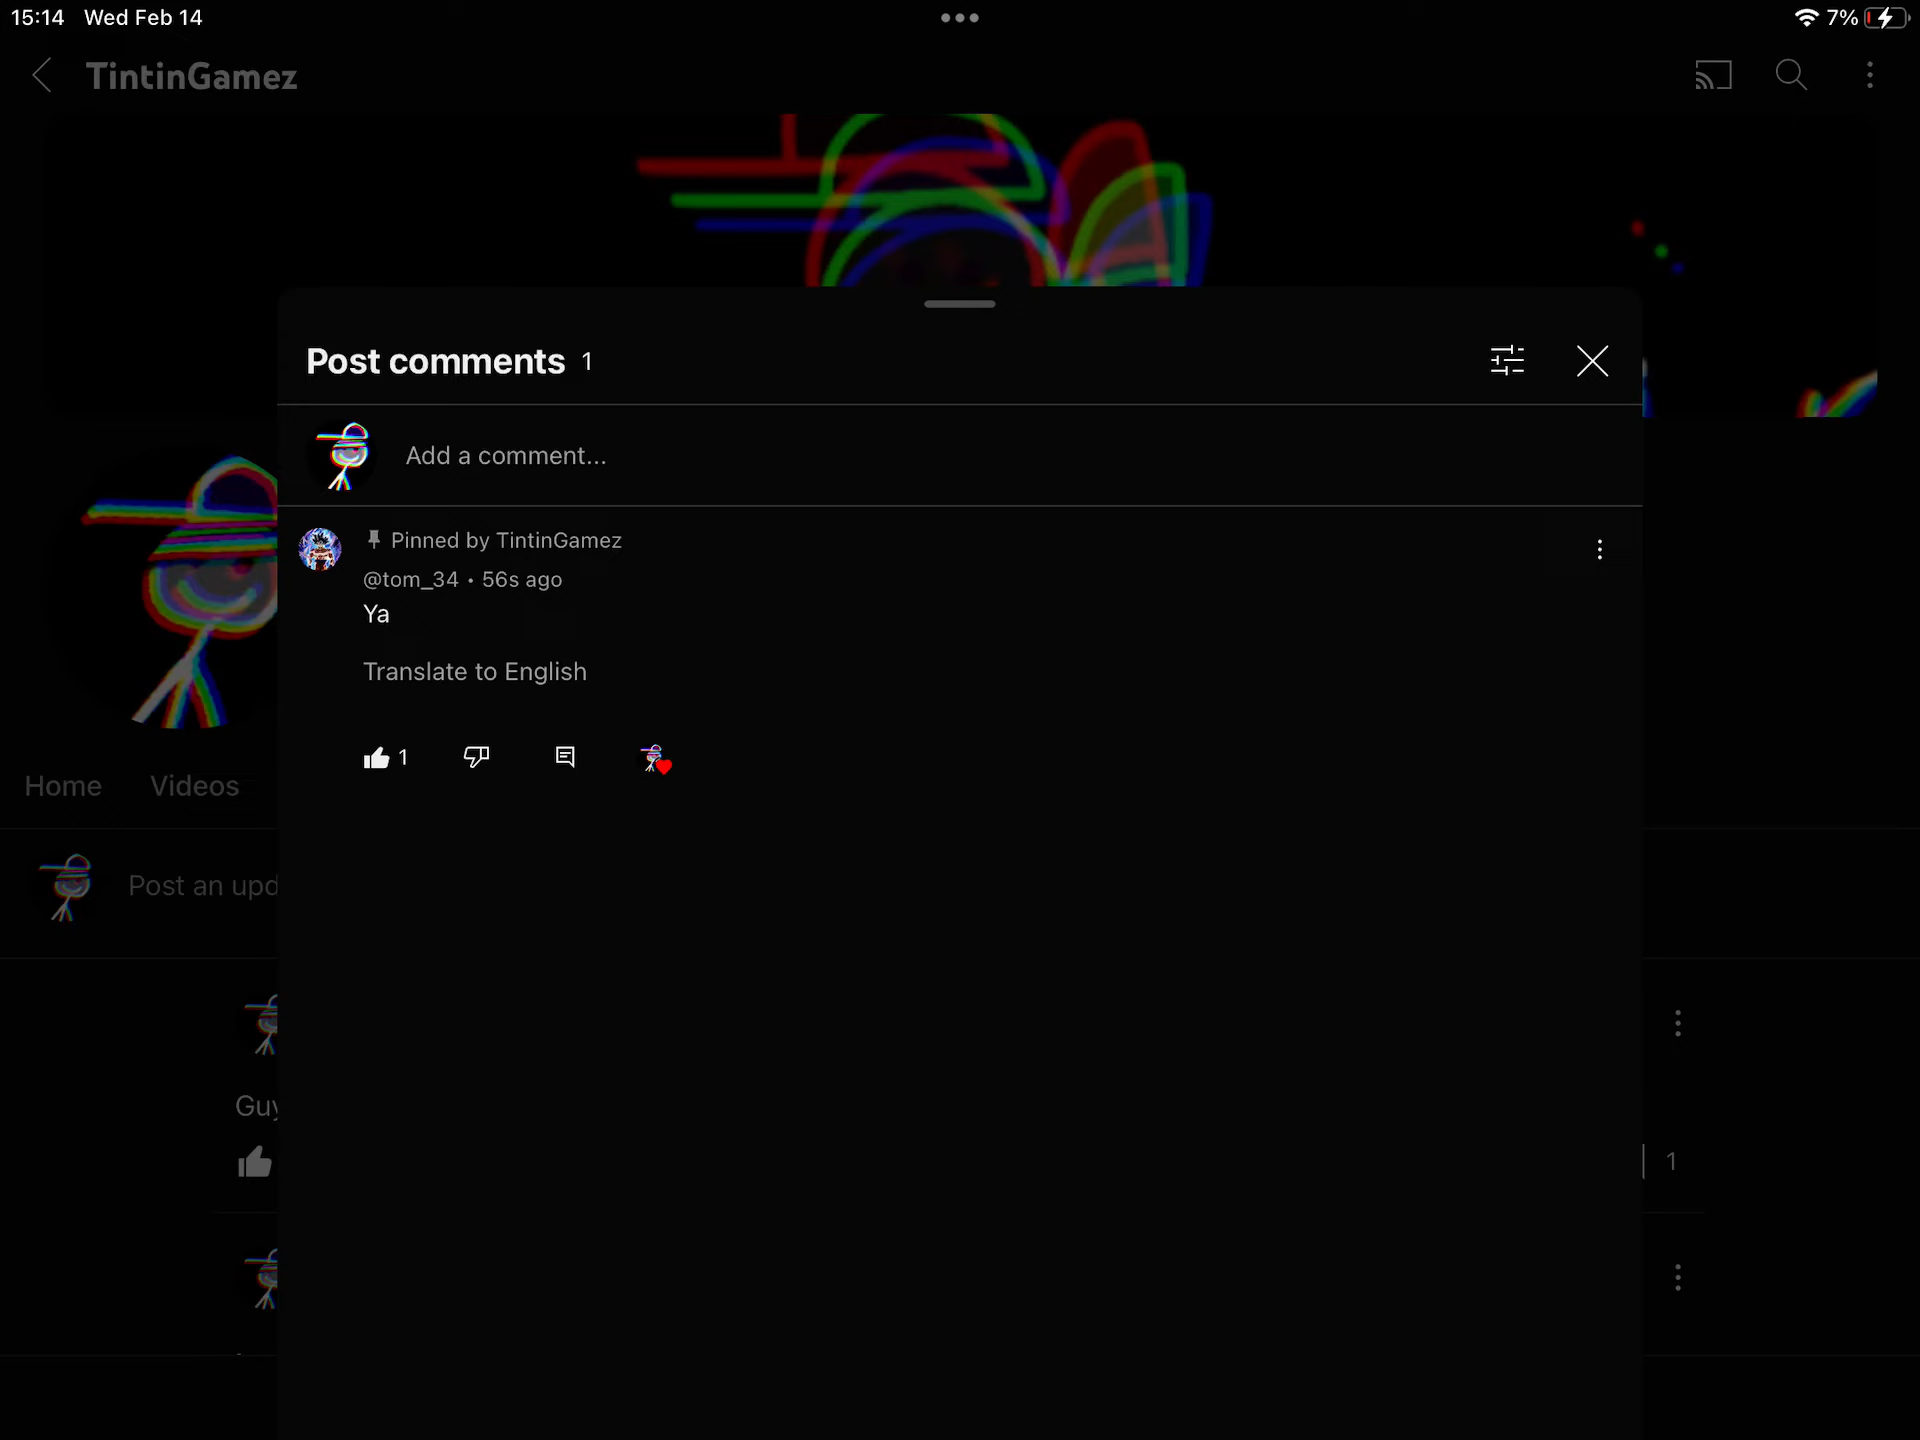 15:14 Wed Feb 14
7%
TintinGamez
Post comments 1
Add a comment...
Pinned by TintinGamez
@tom_34 • 56s ago
Ya
Translate to English
1
Home Videos
Post an upd
Guy
1